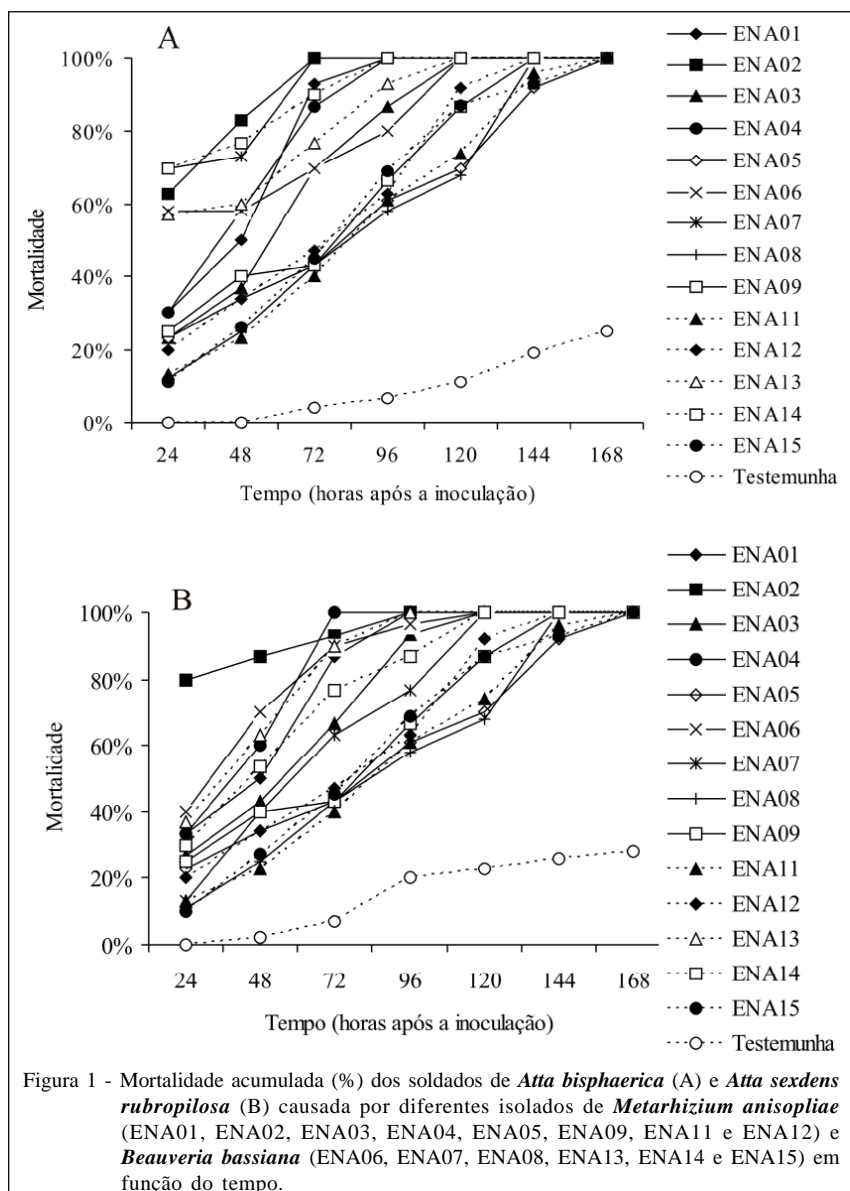 A
100%
80%
60%
40%
20%
0%
Mortalidade
24 48 72 96 120 144 168
Tempo (horas após a inoculação)
ENA01
ENA02
ENA03
ENA04
ENA05
ENA06
ENA07
ENA08
ENA09
ENA11
ENA12
ENA13
ENA14
ENA15
Testemunha
B
100%
80%
60%
40%
20%
0%
Mortalidade
24 48 72 96 120 144 168
Tempo (horas após a inoculação)
ENA01
ENA02
ENA03
ENA04
ENA05
ENA06
ENA07
ENA08
ENA09
ENA11
ENA12
ENA13
ENA14
ENA15
Testemunha
Figura 1 - Mortalidade acumulada (%) dos soldados de Atta bisphaerica (A) e Atta sexdens
rubropilosa (B) causada por diferentes isolados de Metarhizium anisopliae
(ENA01, ENA02, ENA03, ENA04, ENA05, ENA09, ENA11 e ENA12) e
Beauveria bassiana (ENA06, ENA07, ENA08, ENA13, ENA14 e ENA15) em
função do tempo.